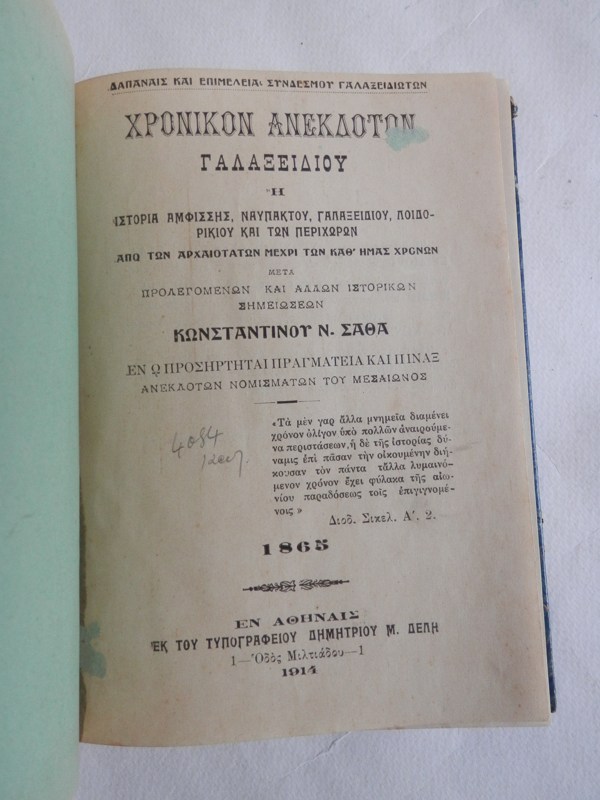 ΔΑΠΑΝΑΙΣ ΚΑΙ ΕΠΙΜΕΛΕΙΑι ΣΥΝΔΕΣΜΟΥ ΓΑΛΑΞΕΙΔΙΩΤΩΝ
ΧΡΟΝΙΚΟΝ ΑΝΕΚΔΟΤΟΝ
ΓΑΛΑΞΕΙΔΙΟΥ
Ή
ΙΣΤΟΡΙΑ ΑΜΦΙΣΣΗΣ, ΝΑΥΠΑΚΤΟΥ, ΓΑΛΑΞΕΙΔΙΟΥ, ΛΟΙΔΟ-
ΡΙΚΙΟΥ ΚΑΙ ΤΩΝ ΠΕΡΙΧΩΡΩΝ
ΑΠΟ ΤΩΝ ΑΡΧΑΙΟΤΑΤΩΝ ΜΕΧΡΙ ΤΩΝ ΚΑΘ' ΗΜΑΣ ΧΡΟΝΩΝ
ΜΕΤΑ
ΠΡΟΛΕΓΟΜΕΝΩΝ ΚΑΙ ΑΛΛΩΝ ΙΣΤΟΡΙΚΩΝ
ΣΗΜΕΙΩΣΕΩΝ
ΚΩΝΣΤΑΝΤΙΝΟΥ Ν. ΣΑΘΑ
ΕΝ Ω ΠΡΟΣΗΡΤΗΤΑΙ ΠΡΑΓΜΑΤΕΙΑ ΚΑΙ ΠΙΝΑΞ
ΑΝΕΚΔΟΤΩΝ ΝΟΜΙΣΜΑΤΩΝ ΤΟΥ ΜΕΣΑΙΩΝΟΣ
«Τὰ μὲν γαρ ἄλλα μνημεῖα διαμένει
χρόνον ὀλίγον ὑπὸ πολλῶν ἀναιρούμε-
να περιστάσεων, ἡ δὲ τῆς ἱστορίας δύ-
ναμις ἐπὶ πᾶσαν τὴν οἰκουμένην διή-
κουσαν τὸν πάντα τἆλλα λυμαινό-
μενον χρόνον ἔχει φύλακα τῆς αἰω-
νίου παραδόσεως τοῖς ἐπιγιγνομέ-
νοις »
Διοδ. Σικελ. Α'. 2.
4084
1865
ΕΝ ΑΘΗΝΑΙΣ
ΕΚ ΤΟΥ ΤΥΠΟΓΡΑΦΕΙΟΥ ΔΗΜΗΤΡΙΟΥ Μ. ΔΕΛΗ
1—Ὁδὸς Μιλτιάδου—1
1914